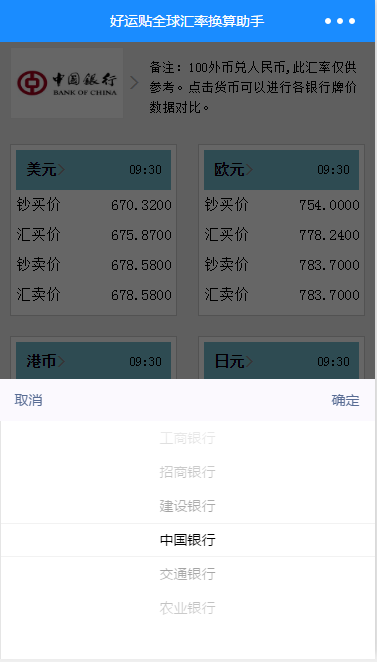 好运贴全球汇率换算助手
中国银行
BANK OF CHINA
备注：100外币兑人民币,此汇率仅供
参考。点击货币可以进行各银行牌价
数据对比。
美元 09:30
钞买价 670.3200
汇买价 675.8700
钞卖价 678.5800
汇卖价 678.5800
欧元 09:30
钞买价 754.0000
汇买价 778.2400
钞卖价 783.7000
汇卖价 783.7000
港币 09:30
日元 09:30
取消 确定
工商银行
招商银行
建设银行
中国银行
交通银行
农业银行